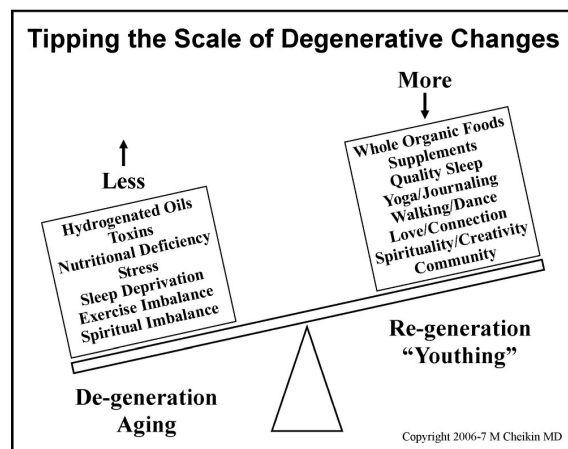 Tipping the Scale of Degenerative Changes
More
Whole Organic Foods
Supplements
Quality Sleep
Yoga/Journaling
Walking/Dance
Love/Connection
Spirituality/Creativity
Community
Less
Hydrogenated Oils
Toxins
Nutritional Deficiency
Stress
Sleep Deprivation
Exercise Imbalance
Spiritual Imbalance
Re-generation
“Youthing”
De-generation
Aging
Copyright 2006-7 M Cheikin MD